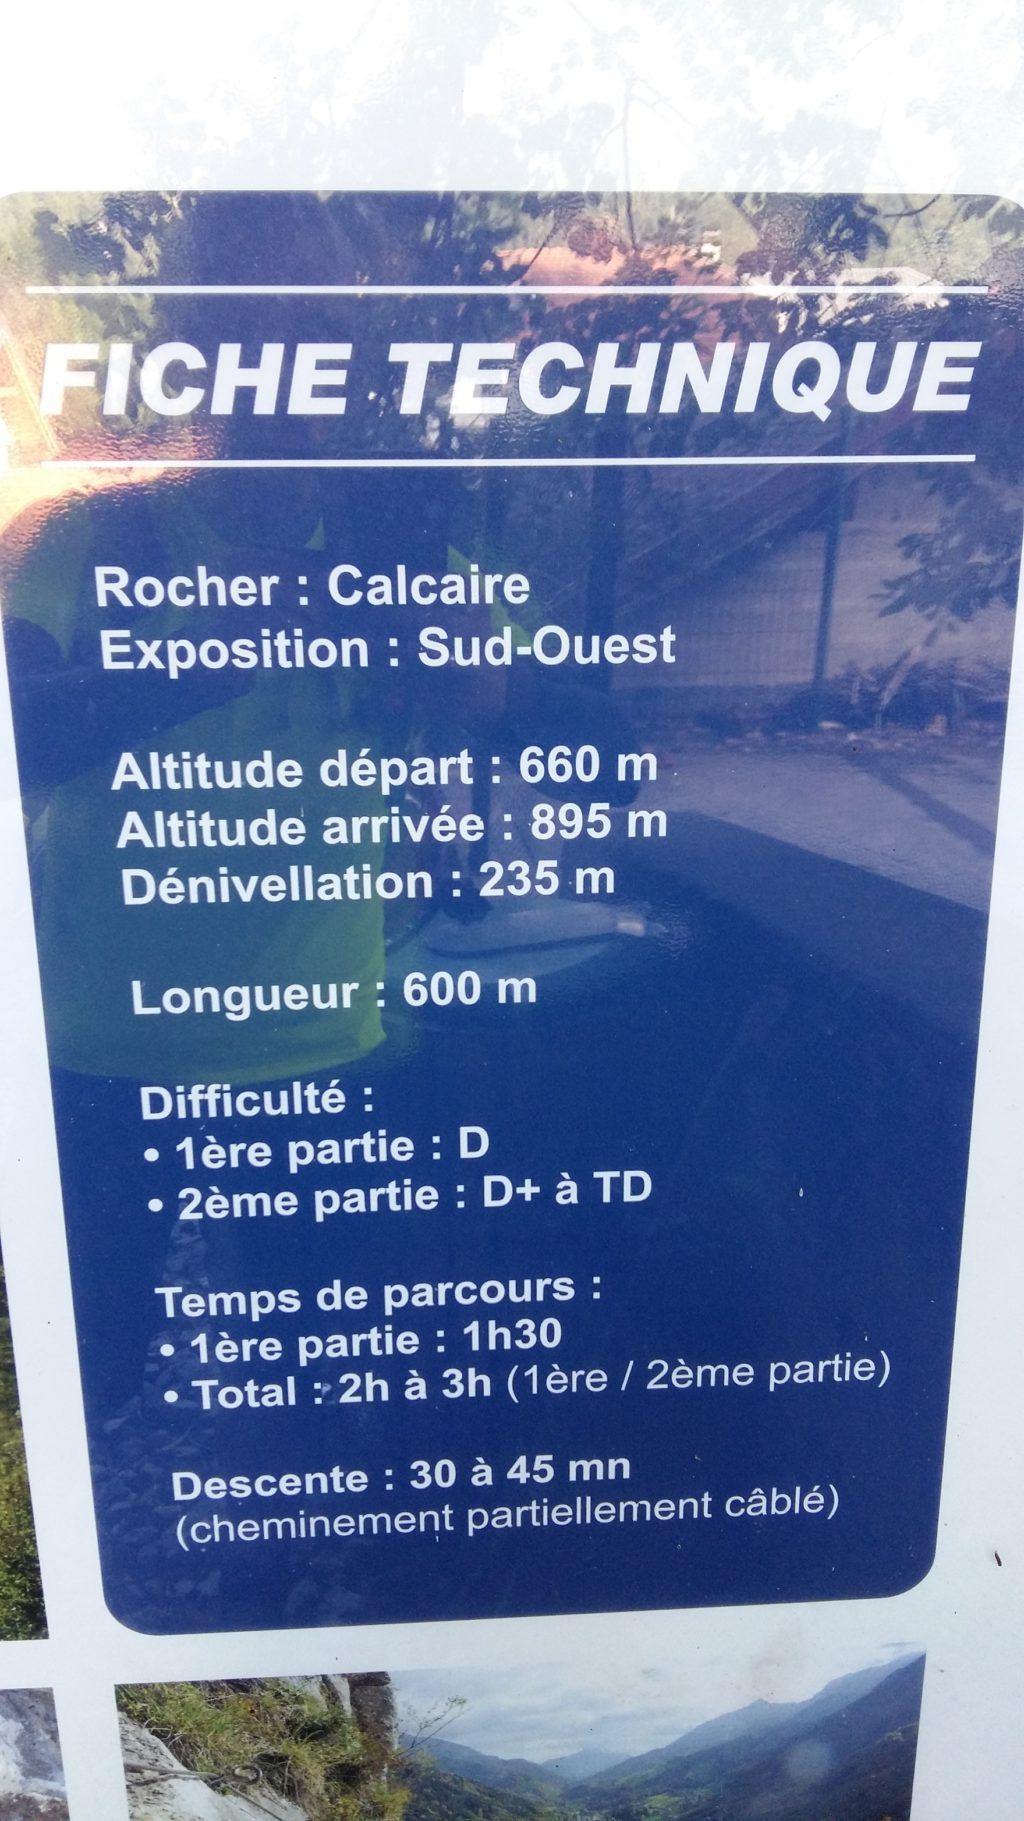 FICHE TECHNIQUE
Rocher : Calcaire
Exposition : Sud-Ouest
Altitude départ : 660 m
Altitude arrivée : 895 m
Dénivellation : 235 m
Longueur : 600 m
Difficulté :
• 1ère partie : D
• 2ème partie : D+ à TD
Temps de parcours :
• 1ère partie : 1h30
• Total : 2h à 3h (1ère / 2ème partie)
Descente : 30 à 45 mn
(cheminement partiellement câblé)